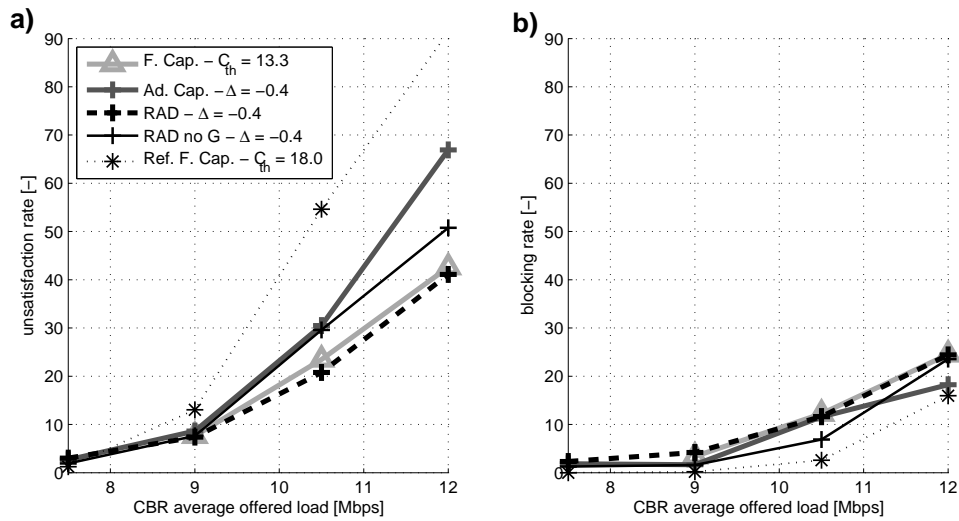 a)
90
80
70
60
50
40
30
20
10
0
unsatisfaction rate [-]
F. Cap. - Cth = 13.3
Ad. Cap. -Δ = -0.4
RAD - Δ = -0.4
RAD no G - Δ = -0.4
Ref. F. Cap. - Cth = 18.0
8 9 10 11 12
CBR average offered load [Mbps]
b)
90
80
70
60
50
40
30
20
10
0
blocking rate [-]
8 9 10 11 12
CBR average offered load [Mbps]